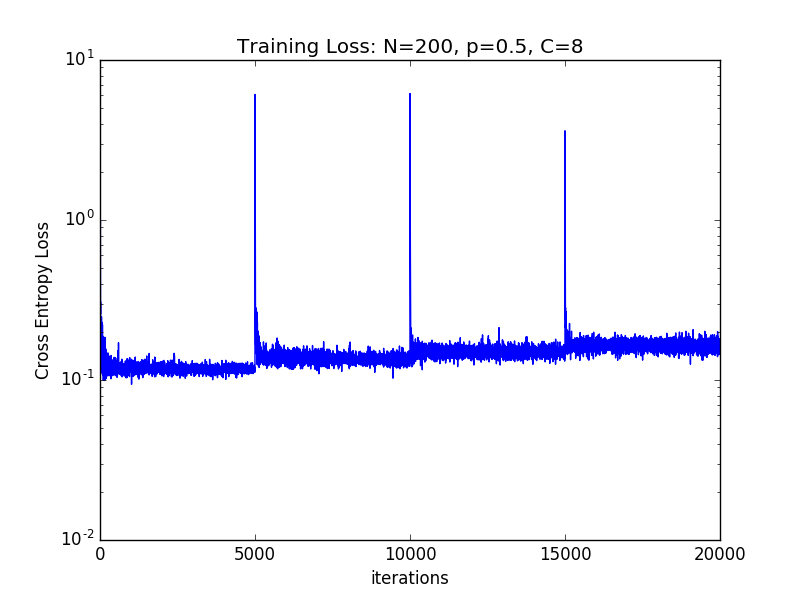 Training Loss: N=200, p=0.5, C=8
10^1
10^0
10^-1
10^-2
Cross Entropy Loss
0 5000 10000 15000 20000
iterations